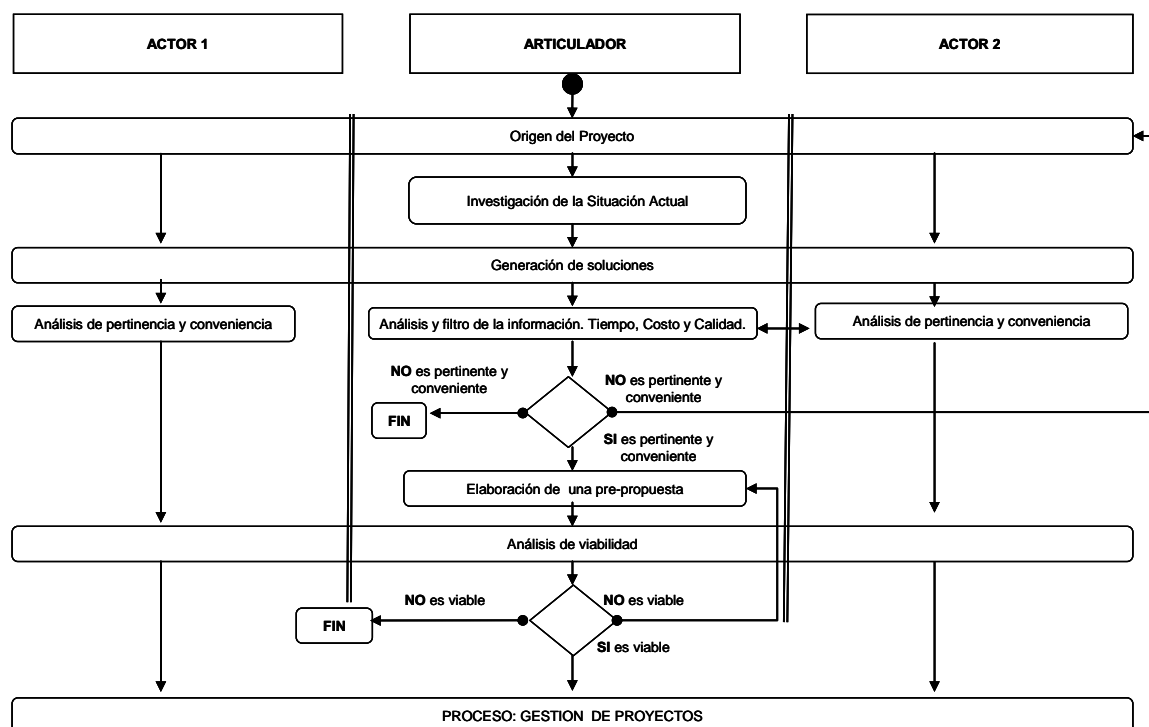 ACTOR 1
ARTICULADOR
ACTOR 2
Origen del Proyecto
Investigación de la Situación Actual
Generación de soluciones
Análisis de pertinencia y conveniencia
Análisis y filtro de la información. Tiempo, Costo y Calidad.
Análisis de pertinencia y conveniencia
NO es pertinente y
conveniente
NO es pertinente y
conveniente
FIN
SI es pertinente y
conveniente
Elaboración de una pre-propuesta
Análisis de viabilidad
NO es viable
NO es viable
FIN
SI es viable
PROCESO: GESTION DE PROYECTOS